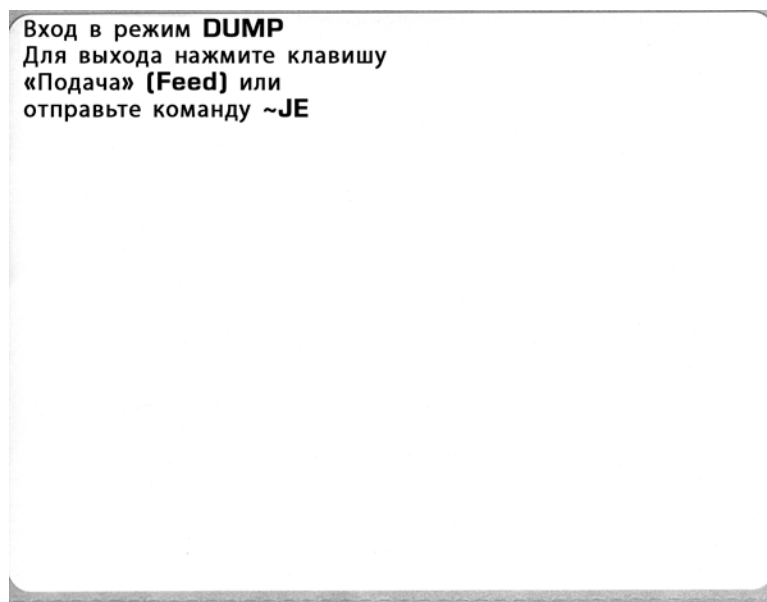 Вход в режим DUMP
Для выхода нажмите клавишу
«Подача» (Feed) или
отправьте команду ~JE